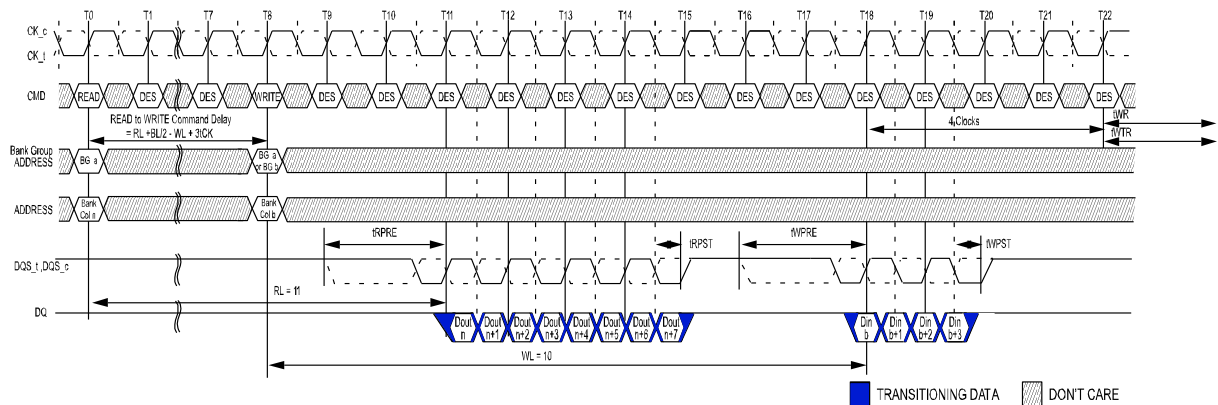 T0 T1 T7 T8 T9 T10 T11 T12 T13 T14 T15 T16 T17 T18 T19 T20 T21 T22
CK_c
CK_t
CMD READ DES DES WRITE DES DES DES DES DES DES DES DES DES DES DES DES DES DES
READ to WRITE Command Delay
= RL +BL/2 - WL + 3tCK
4 Clocks
tWR
tWTR
Bank Group
ADDRESS
BG a
BG a
or BG b
ADDRESS
Bank
Col n
Bank
Col b
tRPRE
tRPST
tWPRE
tWPST
DQS_t ,DQS_c
RL = 11
DQ
Dout
n
Dout
n+1
Dout
n+2
Dout
n+3
Dout
n+4
Dout
n+5
Dout
n+6
Dout
n+7
Din
b
Din
b+1
Din
b+2
Din
b+3
WL = 10
TRANSITIONING DATA
DON'T CARE